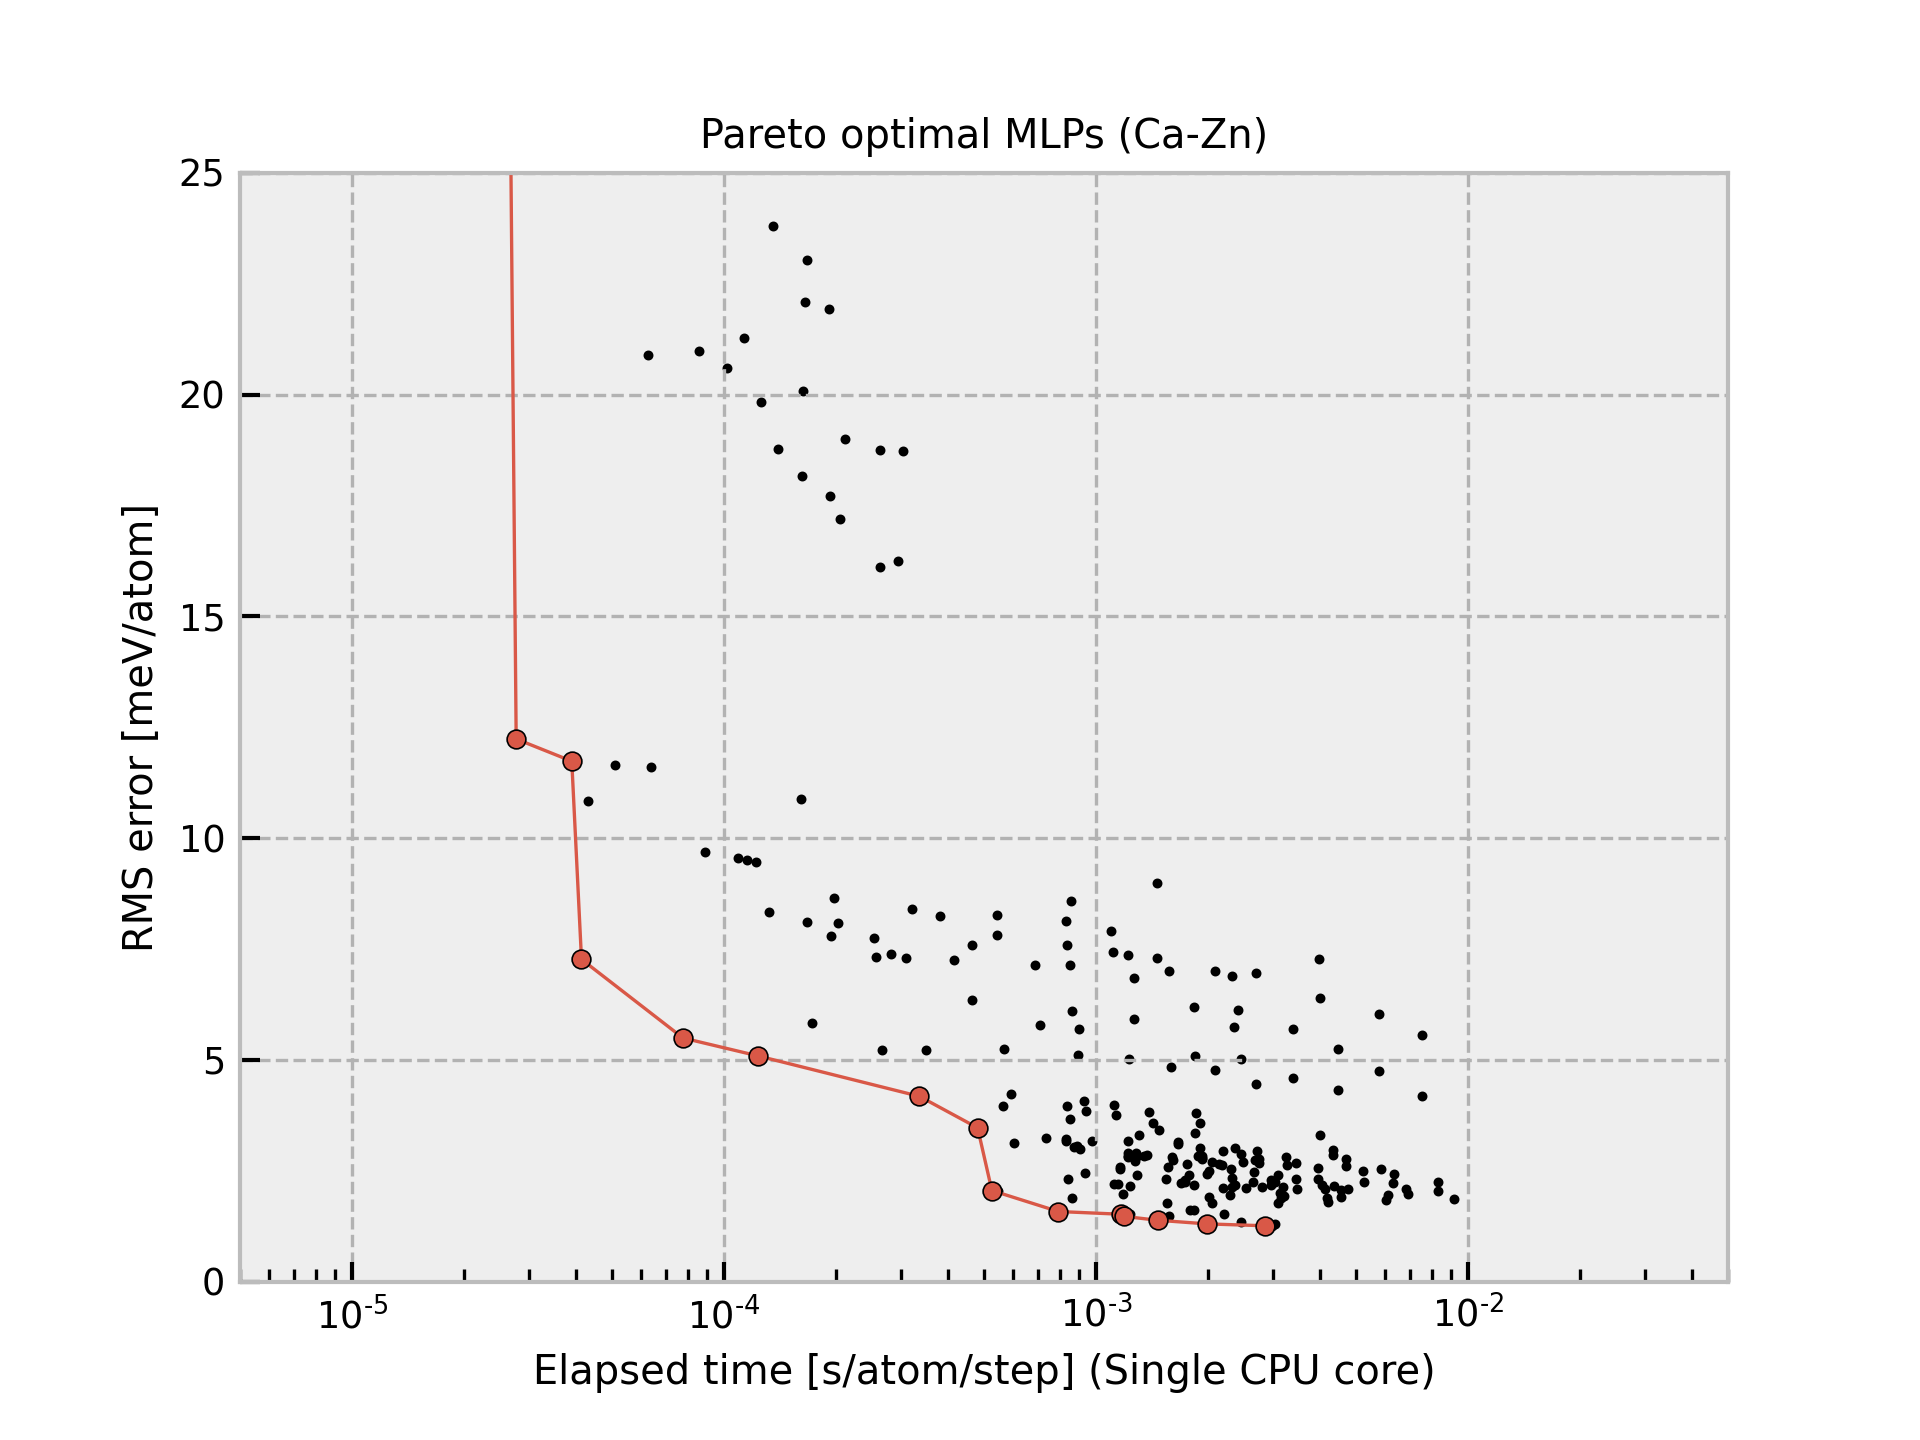 Pareto optimal MLPs (Ca-Zn)
25
20
15
10
5
0
RMS error [meV/atom]
10^-5 10^-4 10^-3 10^-2
Elapsed time [s/atom/step] (Single CPU core)